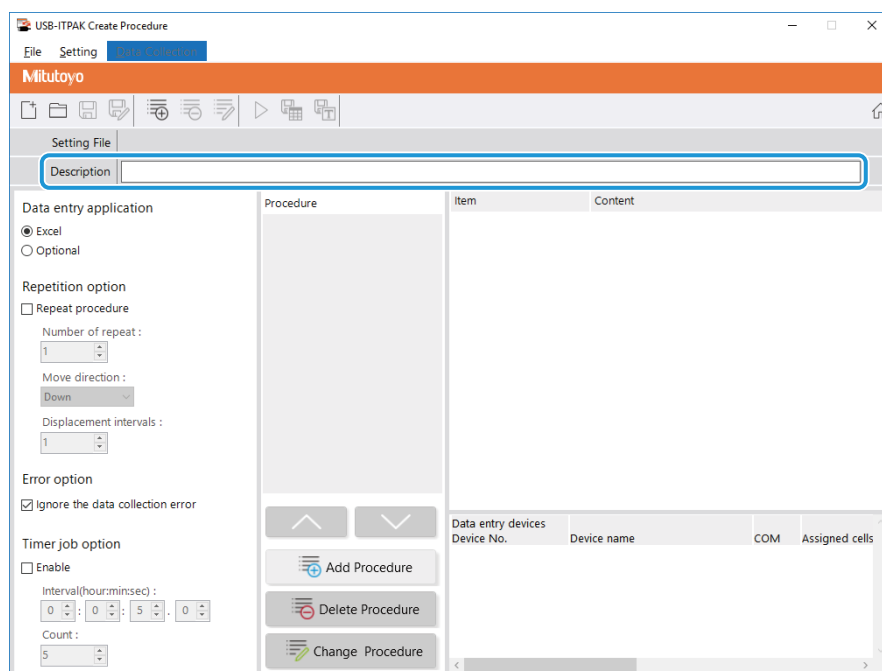 USB-ITPAK Create Procedure
File Setting Data Collection
Mitutoyo
Setting File
Description
Data entry application
Excel
Optional
Repetition option
Repeat procedure
Number of repeat :
1
Move direction :
Down
Displacement intervals :
1
Error option
Ignore the data collection error
Timer job option
Enable
Interval(hour:min:sec) :
0 : 0 : 5 . 0
Count :
5
Procedure
Add Procedure
Delete Procedure
Change Procedure
Item Content
Data entry devices
Device No. Device name COM Assigned cells